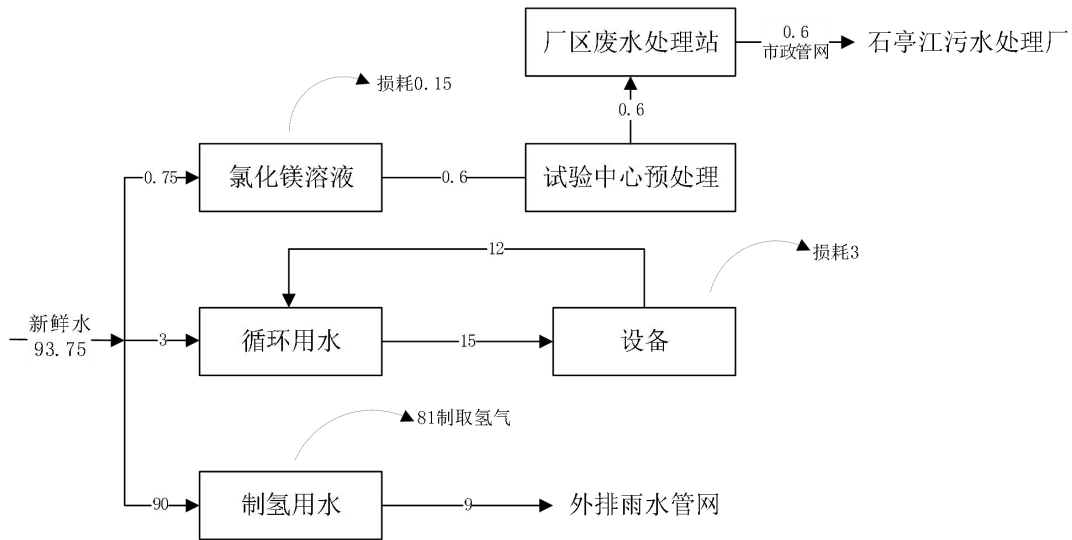 厂区废水处理站
0.6
市政管网
石亭江污水处理厂
损耗0.15
0.6
0.75
氯化镁溶液
0.6
试验中心预处理
12
损耗3
新鲜水
93.75
3
循环用水
15
设备
81制取氢气
90
制氢用水
9
外排雨水管网